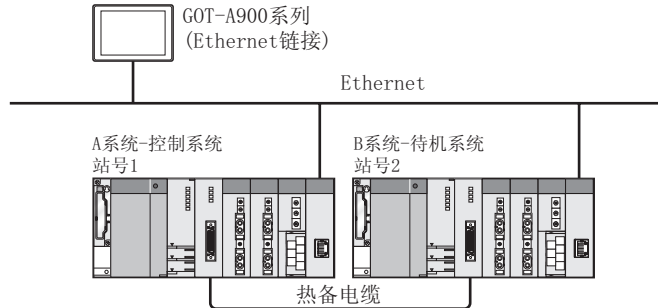 GOT-A900系列
(Ethernet链接)
Ethernet
A系统-控制系统
站号1
B系统-待机系统
站号2
热备电缆